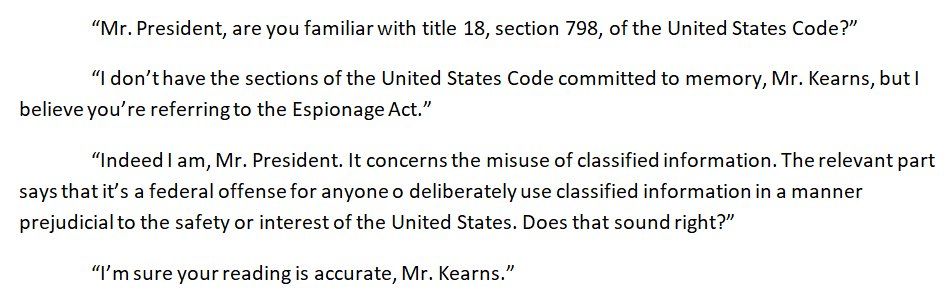 “Mr. President, are you familiar with title 18, section 798, of the United States Code?”
“I don’t have the sections of the United States Code committed to memory, Mr. Kearns, but I
believe you’re referring to the Espionage Act.”
“Indeed I am, Mr. President. It concerns the misuse of classified information. The relevant part
says that it’s a federal offense for anyone o deliberately use classified information in a manner
prejudicial to the safety or interest of the United States. Does that sound right?”
“I’m sure your reading is accurate, Mr. Kearns.”